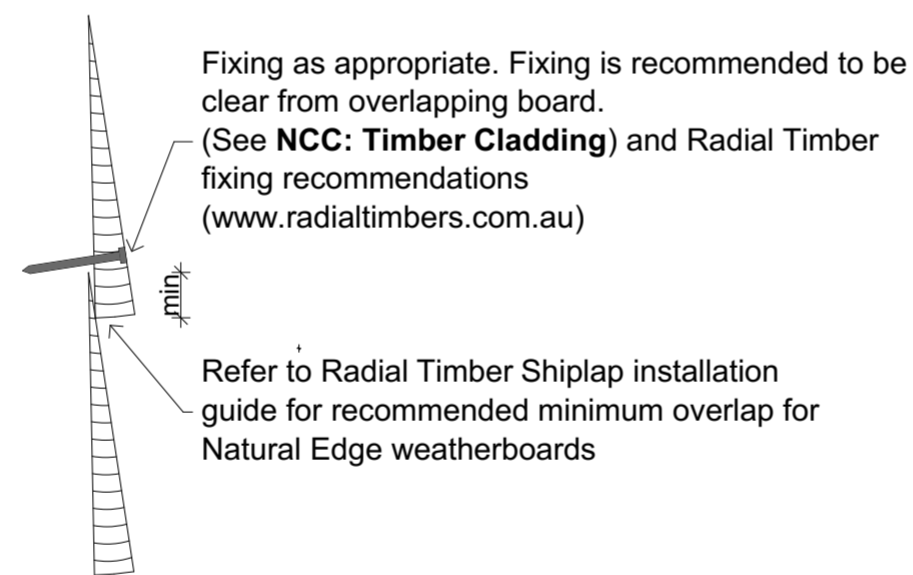 Fixing as appropriate. Fixing is recommended to be
clear from overlapping board.
(See NCC: Timber Cladding) and Radial Timber
fixing recommendations
(www.radialtimbers.com.au)
min
Refer to Radial Timber Shiplap installation
guide for recommended minimum overlap for
Natural Edge weatherboards